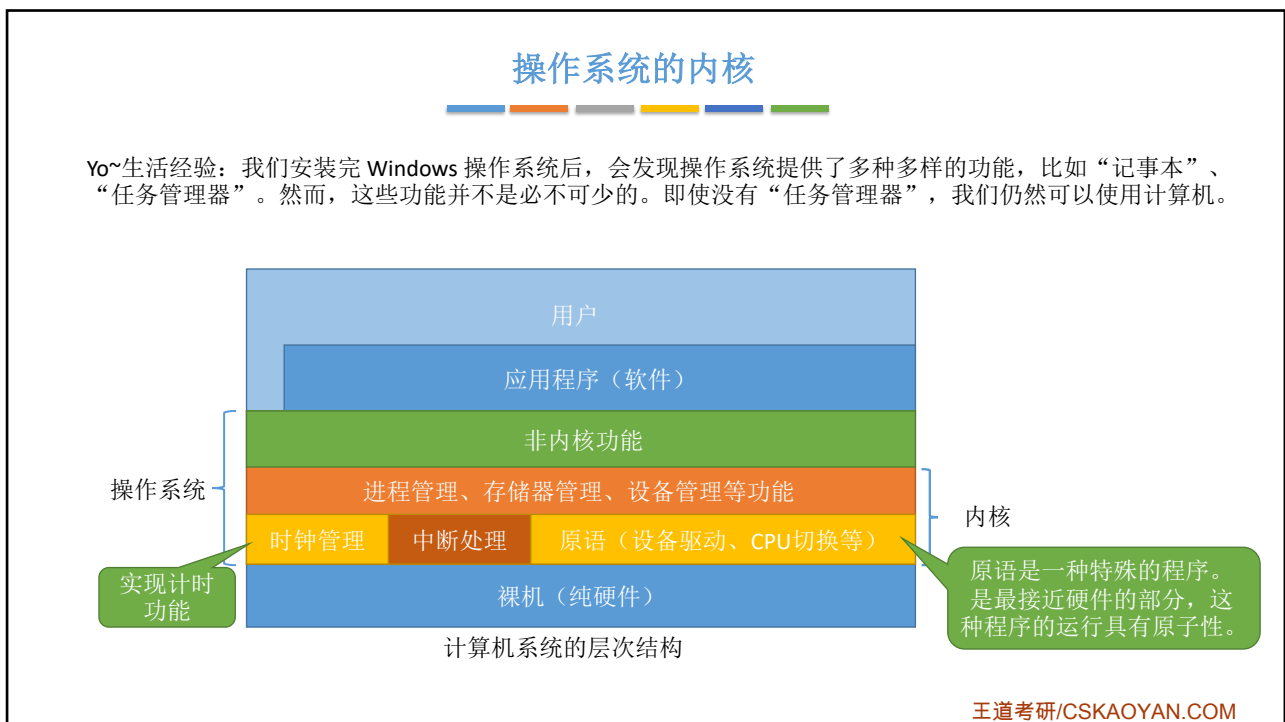 操作系统的内核
Yo~生活经验：我们安装完 Windows 操作系统后，会发现操作系统提供了多种多样的功能，比如“记事本”、
“任务管理器”。然而，这些功能并不是必不可少的。即使没有“任务管理器”，我们仍然可以使用计算机。
用户
应用程序（软件）
非内核功能
操作系统
进程管理、存储器管理、设备管理等功能
内核
时钟管理
中断处理
原语（设备驱动、CPU切换等）
实现计时
功能
裸机（纯硬件）
原语是一种特殊的程序。
是最接近硬件的部分，这
种程序的运行具有原子性。
计算机系统的层次结构
王道考研/CSKAOYAN.COM